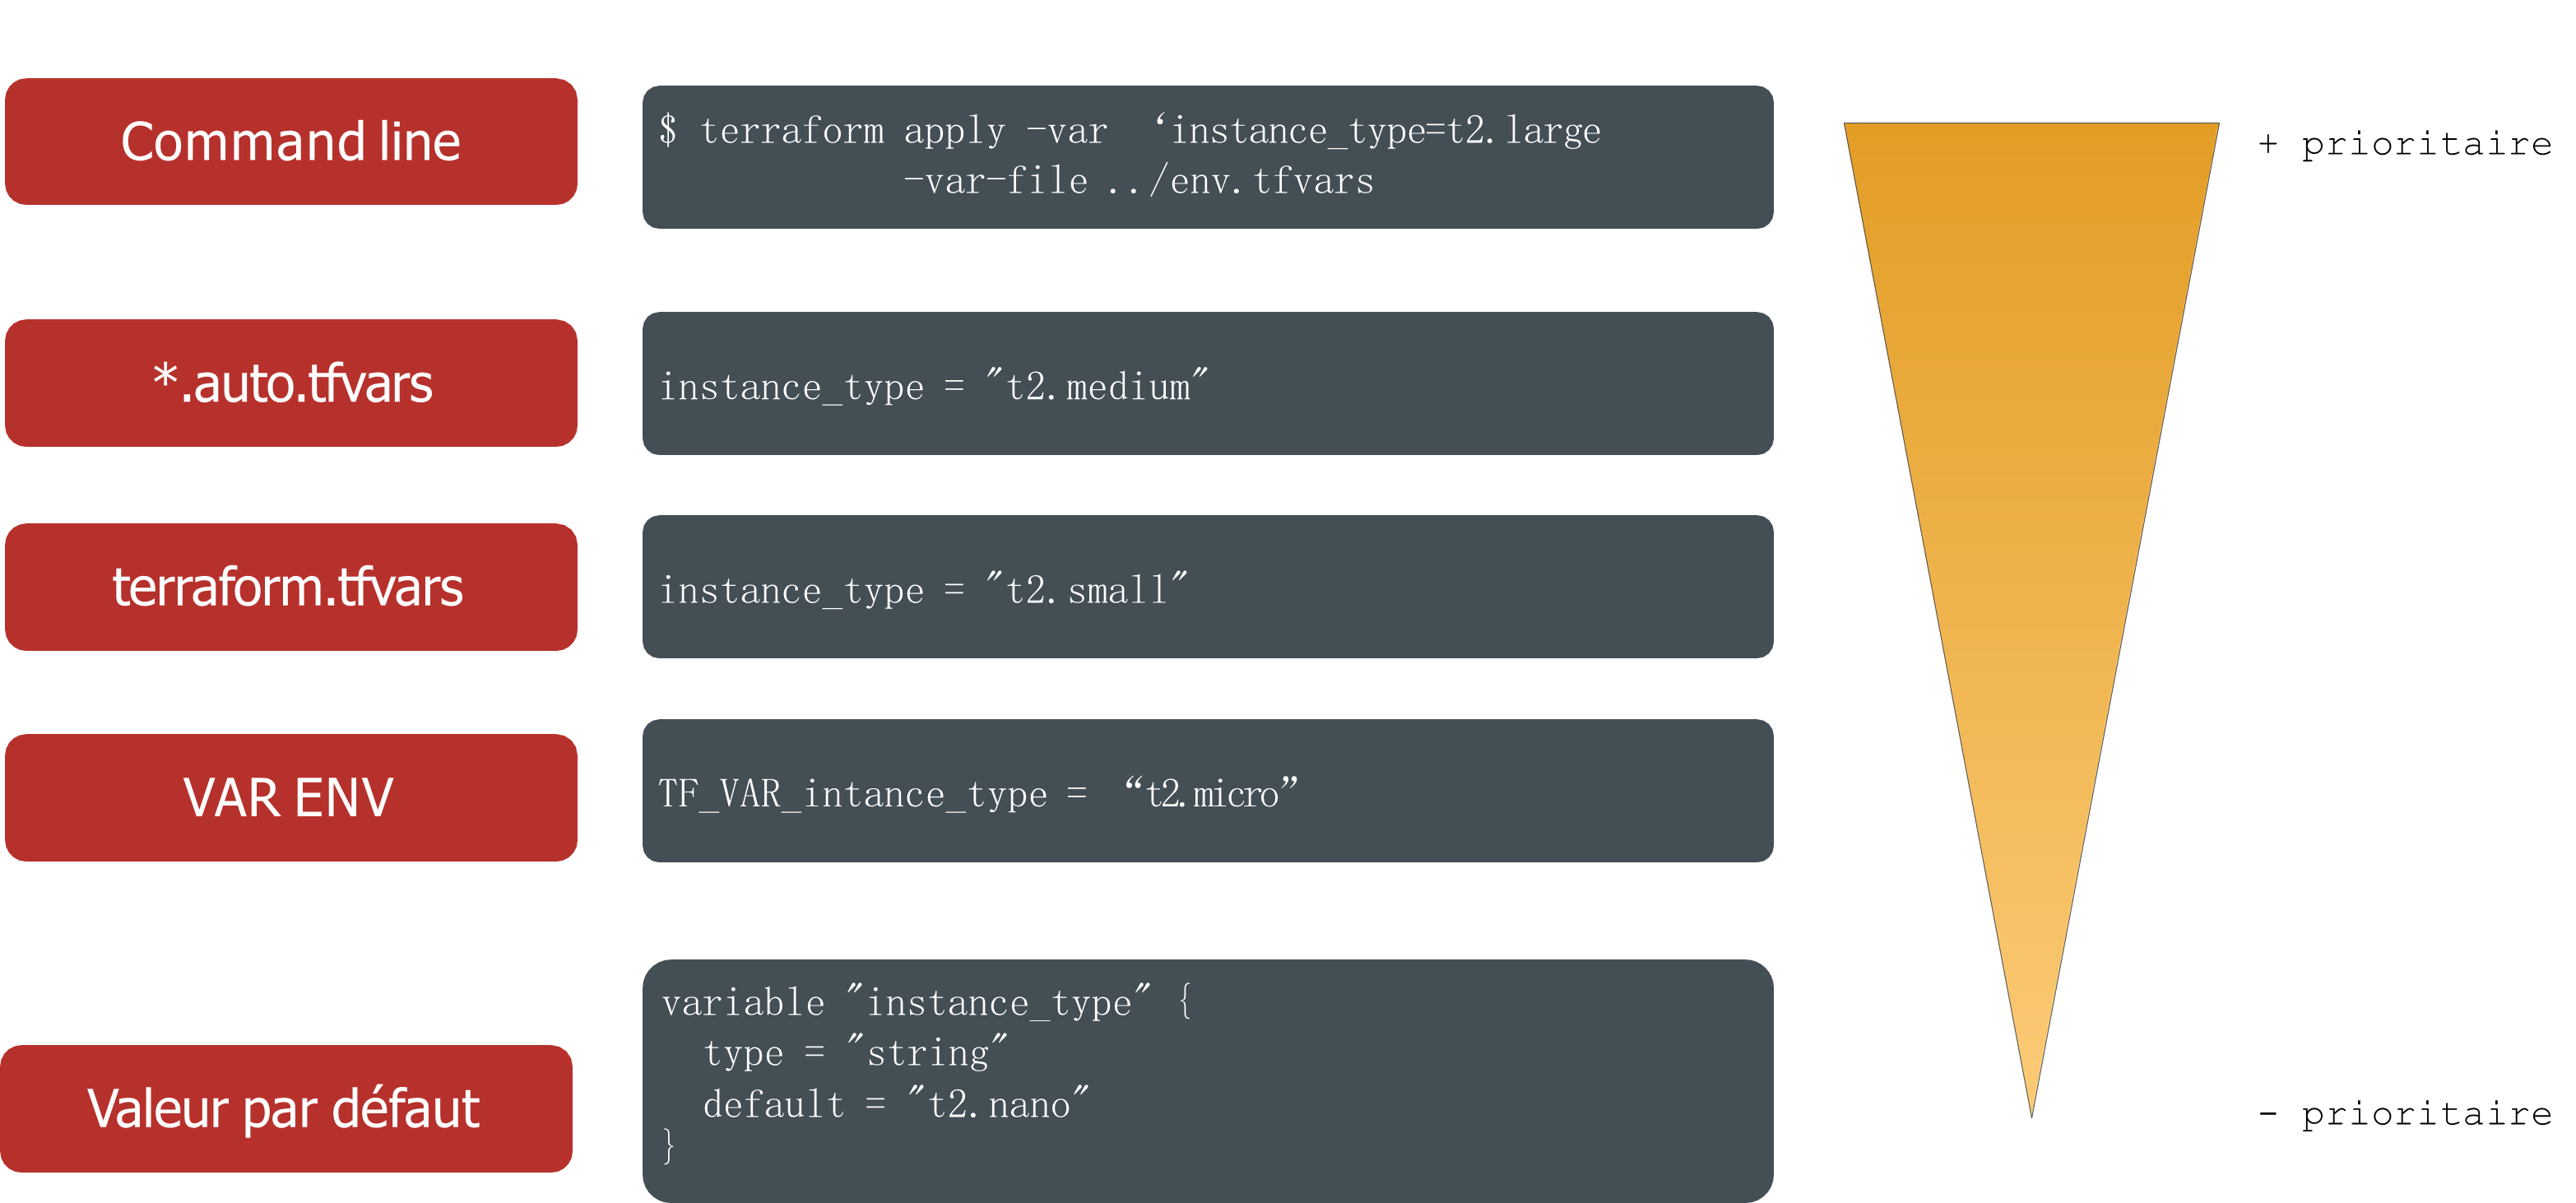 Command line
$ terraform apply -var ‘instance_type=t2.large
-var-file ../env.tfvars
+ prioritaire
*.auto.tfvars
instance_type = "t2.medium"
terraform.tfvars
instance_type = "t2.small"
VAR ENV
TF_VAR_intance_type = “t2.micro”
Valeur par défaut
variable "instance_type" {
type = "string"
default = "t2.nano"
}
- prioritaire